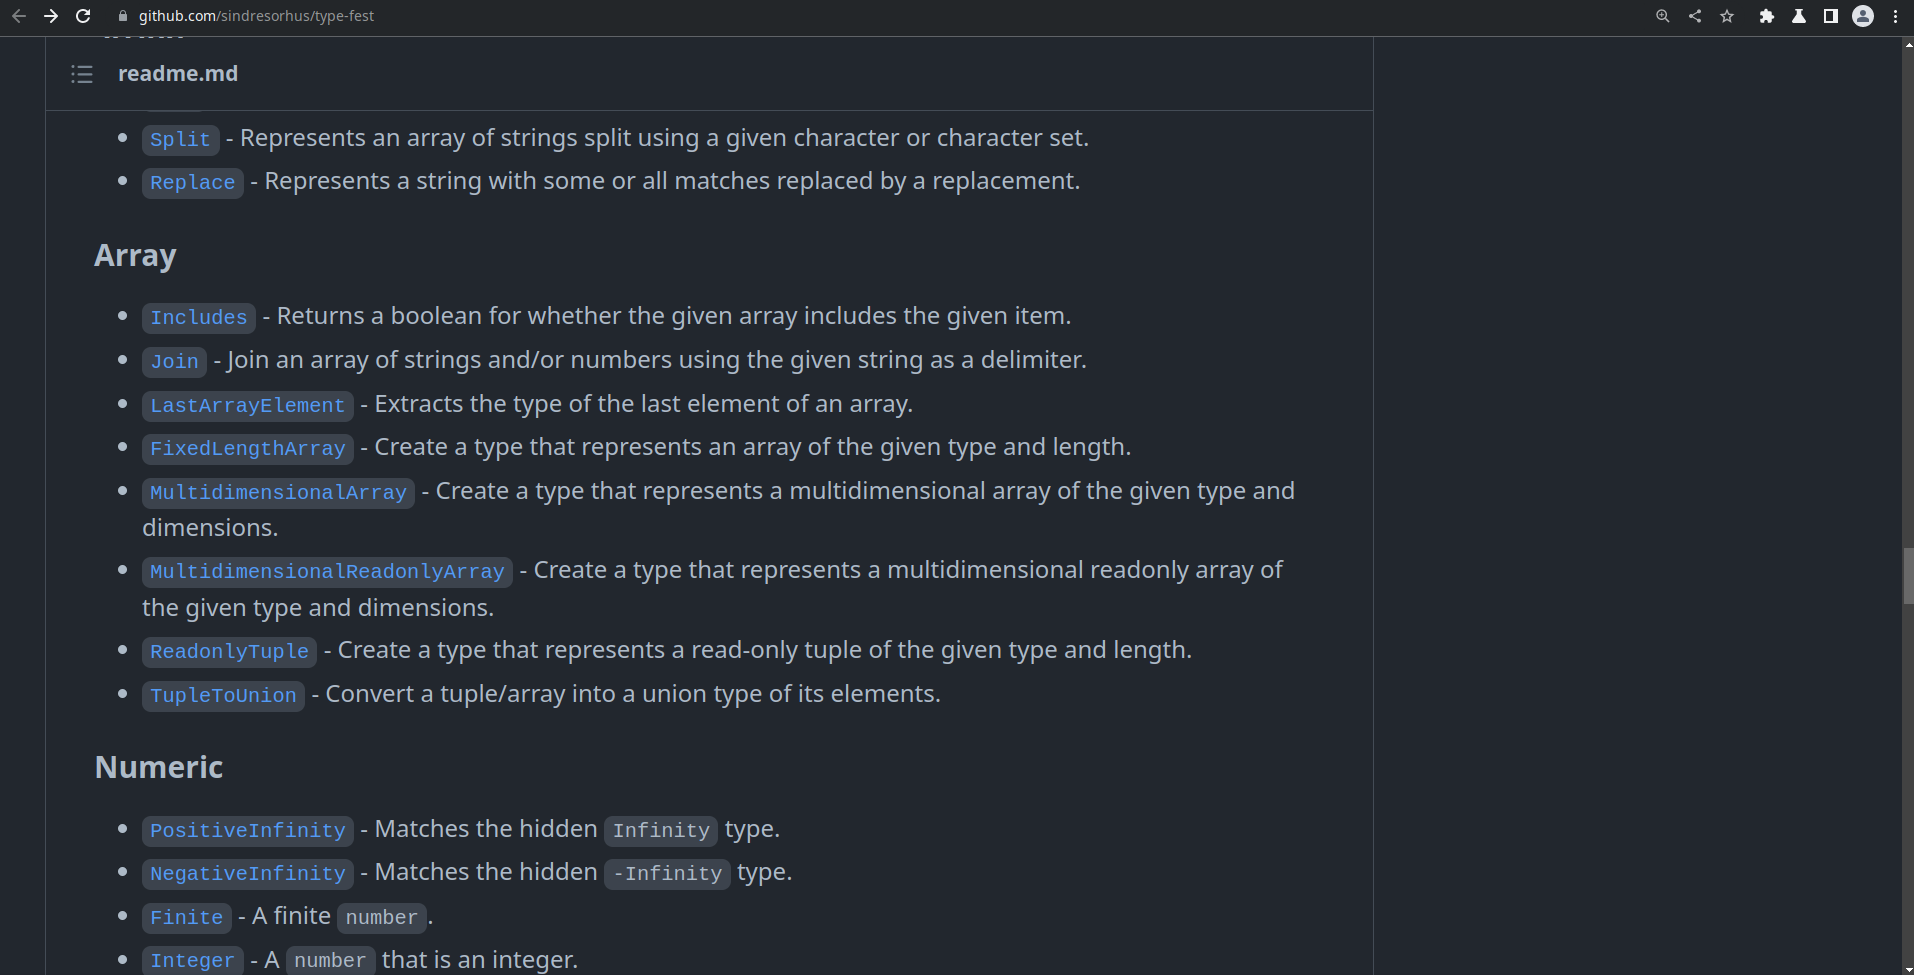 github.com/sindresorhus/type-fest
readme.md
Split - Represents an array of strings split using a given character or character set.
Replace - Represents a string with some or all matches replaced by a replacement.
Array
Includes - Returns a boolean for whether the given array includes the given item.
Join - Join an array of strings and/or numbers using the given string as a delimiter.
LastArrayElement - Extracts the type of the last element of an array.
FixedLengthArray - Create a type that represents an array of the given type and length.
MultidimensionalArray - Create a type that represents a multidimensional array of the given type and
dimensions.
MultidimensionalReadonlyArray - Create a type that represents a multidimensional readonly array of
the given type and dimensions.
ReadonlyTuple - Create a type that represents a read-only tuple of the given type and length.
TupleToUnion - Convert a tuple/array into a union type of its elements.
Numeric
PositiveInfinity - Matches the hidden Infinity type.
NegativeInfinity - Matches the hidden -Infinity type.
Finite - A finite number.
Integer - A number that is an integer.